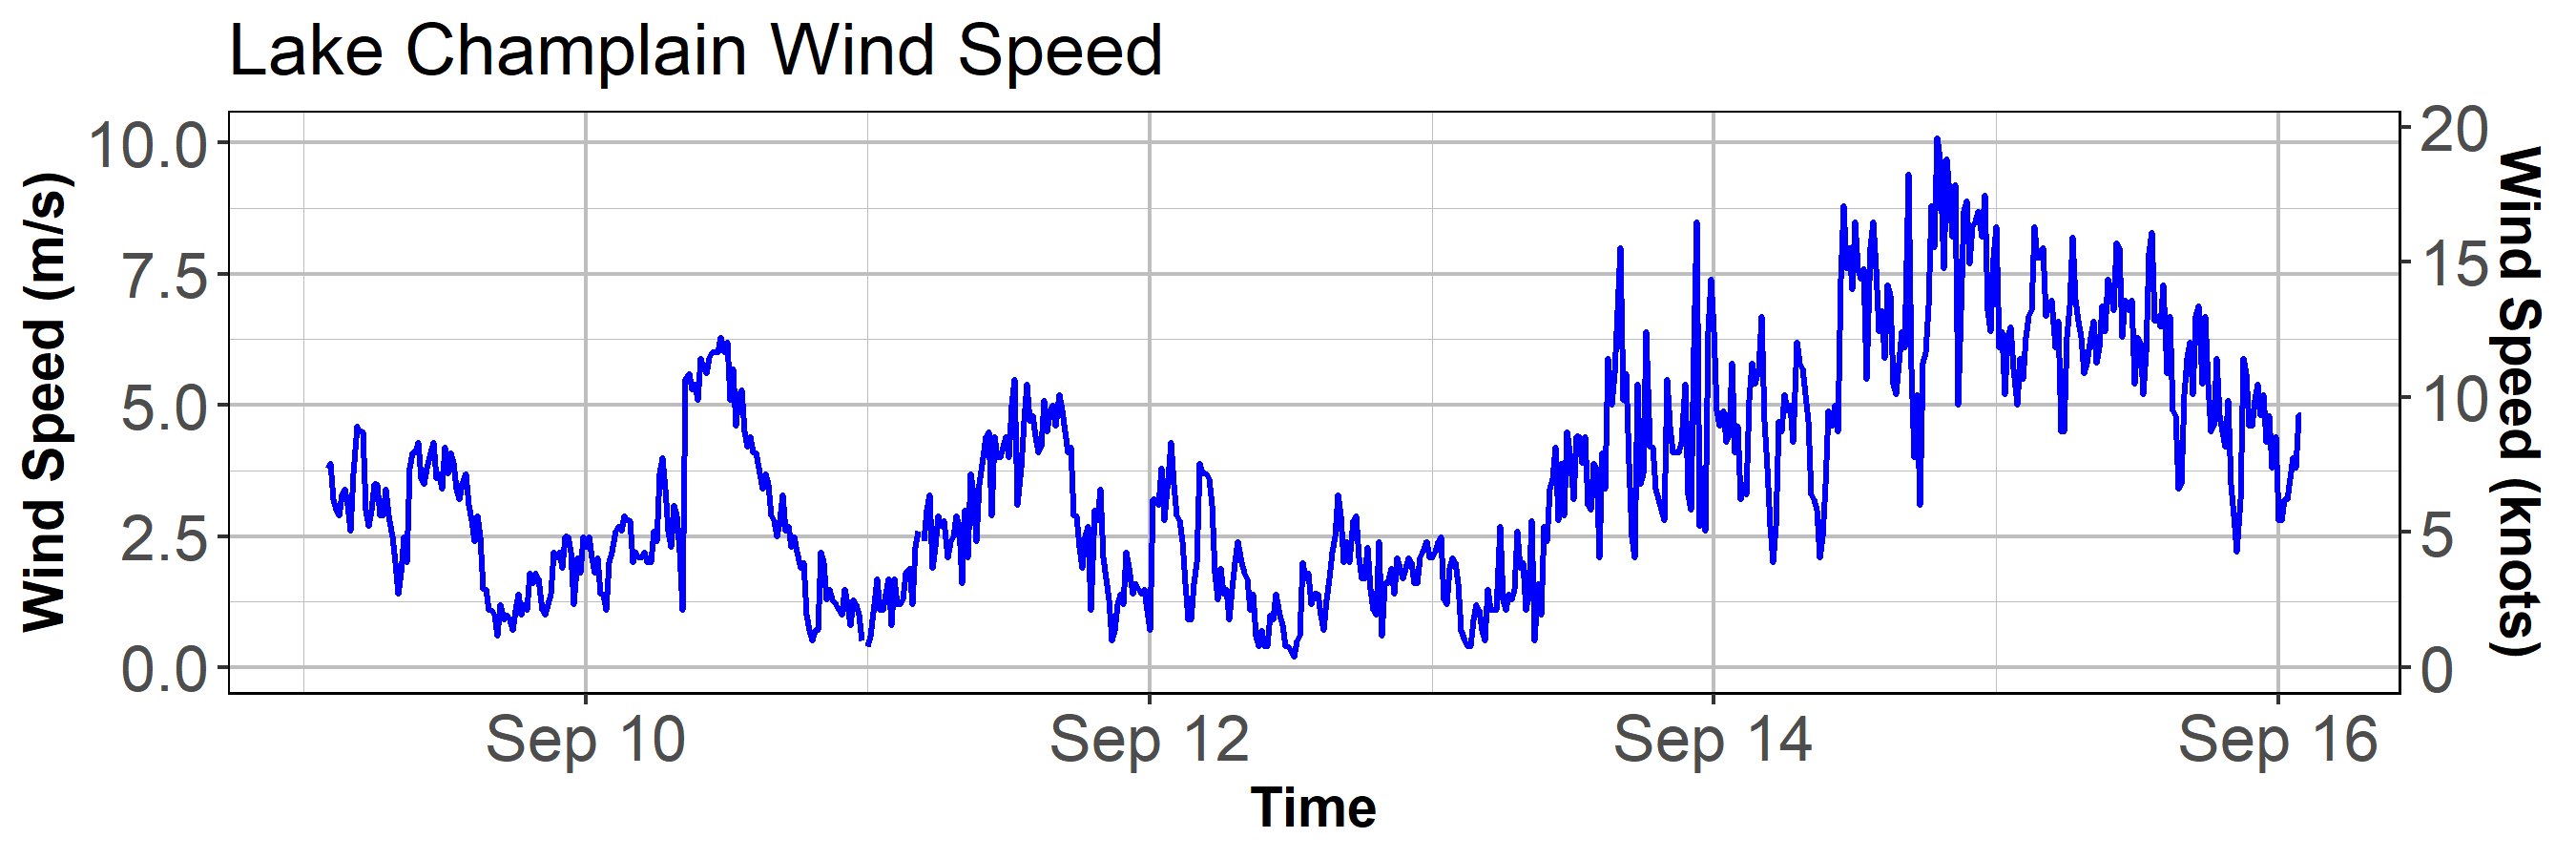 Lake Champlain Wind Speed
Wind Speed (m/s)
10.0
7.5
5.0
2.5
0.0
20
15
10
5
0
Wind Speed (knots)
Sep 10
Sep 12
Sep 14
Sep 16
Time